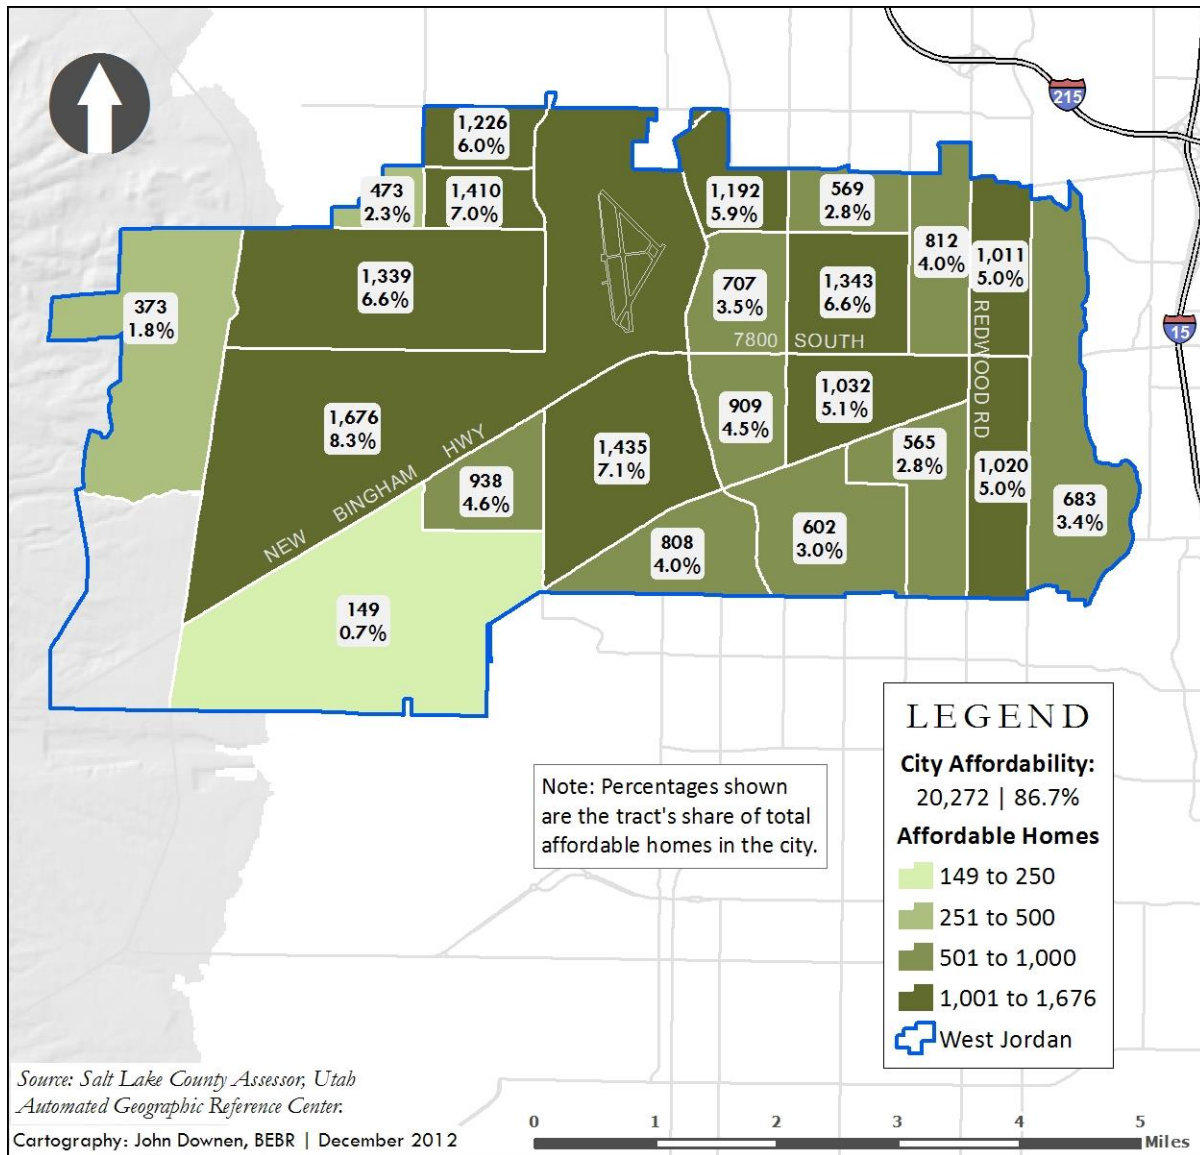 215
1,226
6.0%
473
2.3%
1,410
7.0%
1,192
5.9%
569
2.8%
812
4.0%
1,011
5.0%
1,339
6.6%
373
1.8%
707
3.5%
1,343
6.6%
15
7800 SOUTH
REDWOOD RD
1,676
8.3%
1,032
5.1%
909
4.5%
1,435
7.1%
565
2.8%
NEW BINGHAM HWY
938
4.6%
1,020
5.0%
683
3.4%
808
4.0%
602
3.0%
149
0.7%
LEGEND
City Affordability:
20,272 | 86.7%
Affordable Homes
149 to 250
251 to 500
501 to 1,000
1,001 to 1,676
West Jordan
Note: Percentages shown
are the tract's share of total
affordable homes in the city.
Source: Salt Lake County Assessor, Utah
Automated Geographic Reference Center.
Cartography: John Downen, BEBR | December 2012
0 1 2 3 4 5
Miles